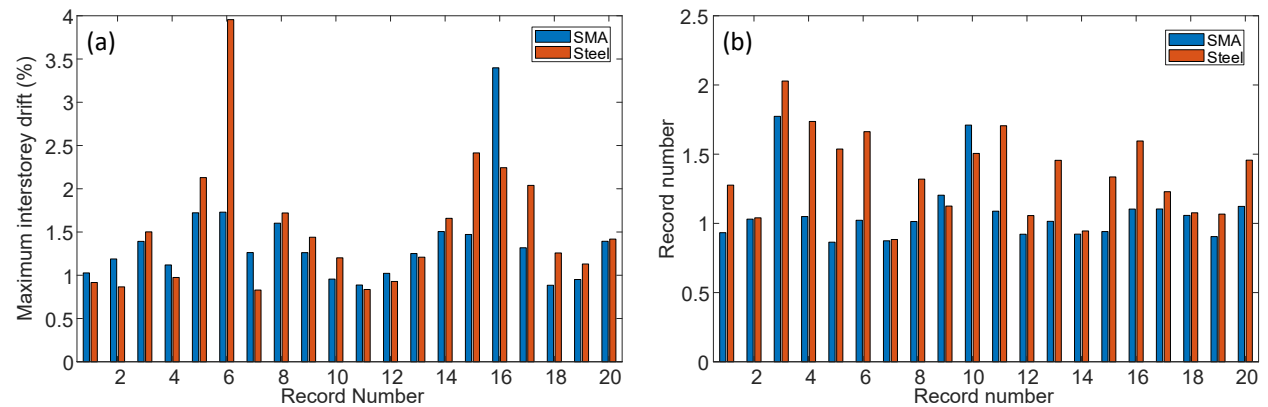 (a)
SMA
Steel
Maximum interstorey drift (%)
4
3.5
3
2.5
2
1.5
1
0.5
0
2 4 6 8 10 12 14 16 18 20
Record Number
(b)
SMA
Steel
Record number
2.5
2
1.5
1
0.5
0
2 4 6 8 10 12 14 16 18 20
Record number